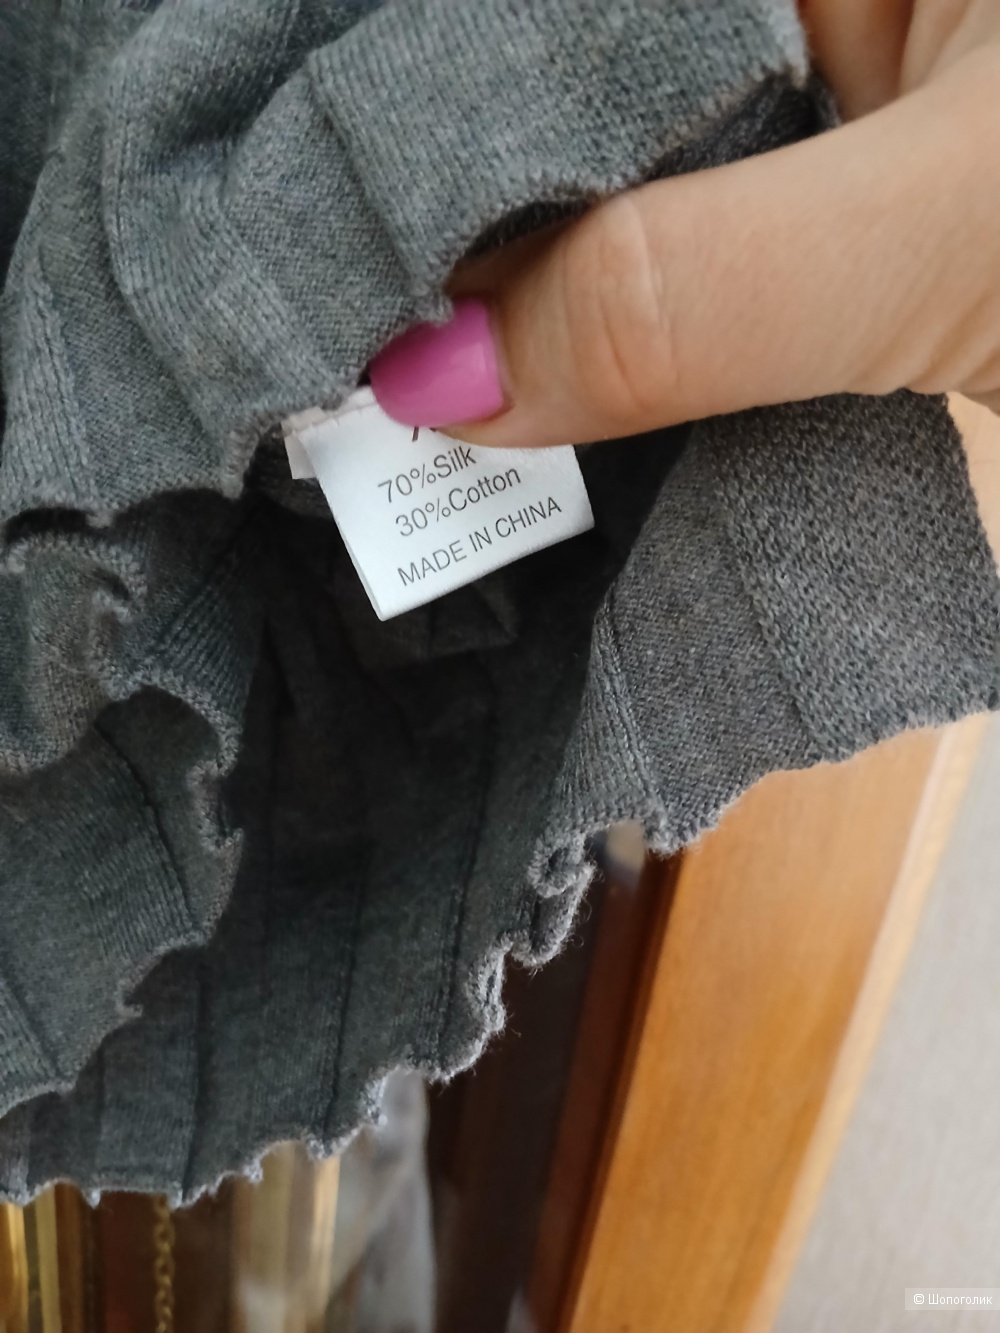 70%Silk
30%Cotton
MADE IN CHINA
© Шопоголик